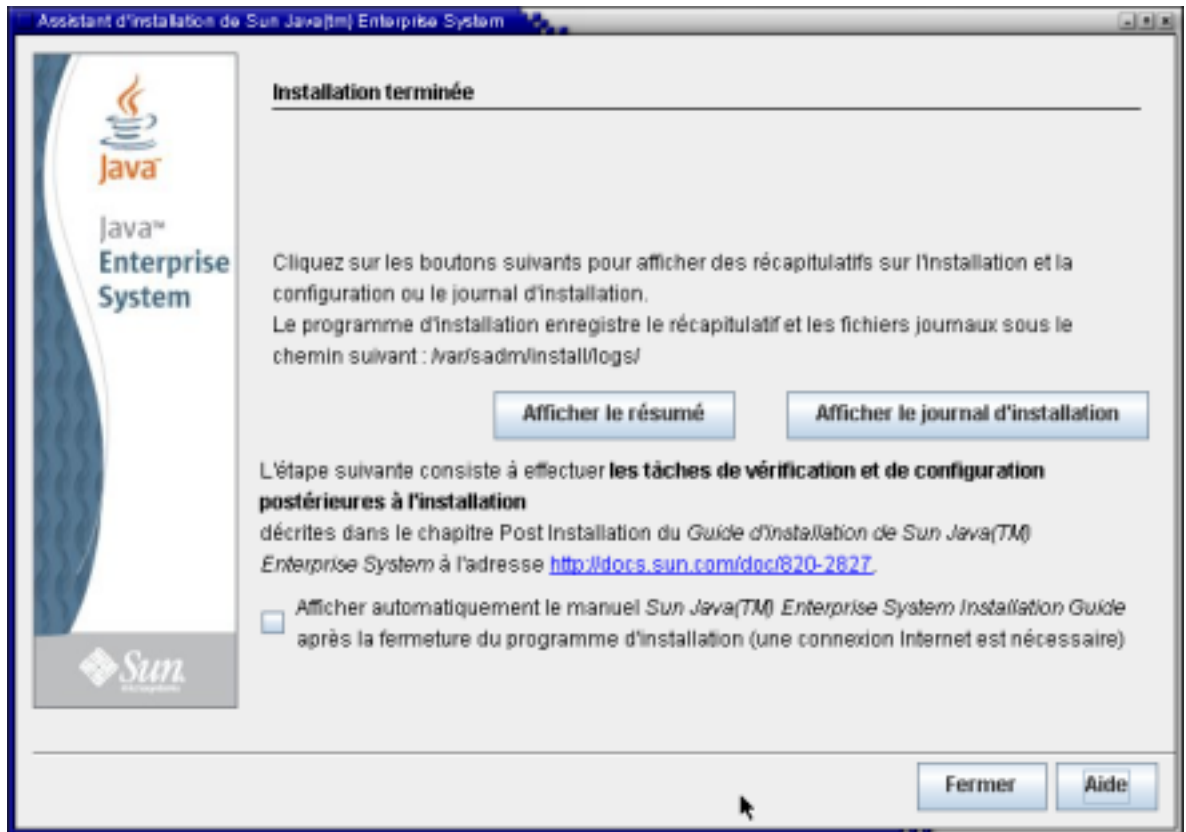 Assistant d'installation de Sun Java(tm) Enterprise System
Java
Java™
Enterprise
System
Sun
microsystems
Installation terminée
Cliquez sur les boutons suivants pour afficher des récapitulatifs sur l'installation et la
configuration ou le journal d'installation.
Le programme d'installation enregistre le récapitulatif et les fichiers journaux sous le
chemin suivant : /var/sadm/install/logs/
Afficher le résumé
Afficher le journal d'installation
L'étape suivante consiste à effectuer les tâches de vérification et de configuration
postérieures à l'installation
décrites dans le chapitre Post Installation du Guide d'installation de Sun Java(TM)
Enterprise System à l'adresse http://docs.sun.com/doc/820-2827.
Afficher automatiquement le manuel Sun Java(TM) Enterprise System Installation Guide
après la fermeture du programme d'installation (une connexion Internet est nécessaire)
Fermer
Aide